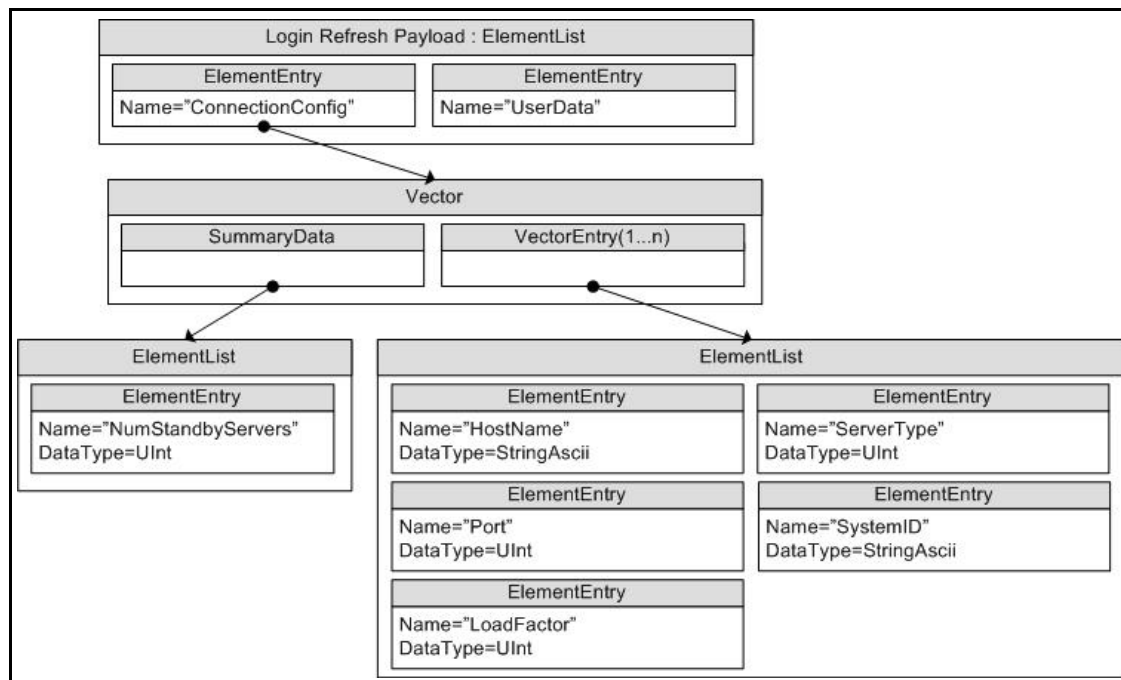 Login Refresh Payload : ElementList
ElementEntry
Name=”ConnectionConfig”
ElementEntry
Name=”UserData”
Vector
SummaryData
VectorEntry(1...n)
ElementList
ElementEntry
Name=”NumStandbyServers”
DataType=UInt
ElementList
ElementEntry
Name=”HostName”
DataType=StringAscii
ElementEntry
Name=”ServerType”
DataType=UInt
ElementEntry
Name=”Port”
DataType=UInt
ElementEntry
Name=”SystemID”
DataType=StringAscii
ElementEntry
Name=”LoadFactor”
DataType=UInt